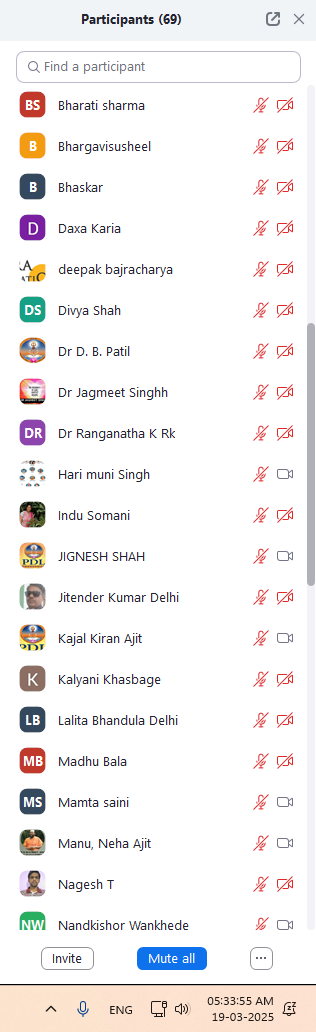 Participants (69)
Find a participant
BS Bharati sharma
B Bhargavisusheel
B Bhaskar
D Daxa Karia
deepak bajracharya
DS Divya Shah
Dr D. B. Patil
Dr Jagmeet Singhh
DR Dr Ranganatha K Rk
Hari muni Singh
Indu Somani
PDL JIGNESH SHAH
Jitender Kumar Delhi
Kajal Kiran Ajit
K Kalyani Khasbage
LB Lalita Bhandula Delhi
MB Madhu Bala
MS Mamta saini
Manu, Neha Ajit
Nagesh T
NW Nandkishor Wankhede
Invite Mute all ...
ENG 05:33:55 AM
19-03-2025